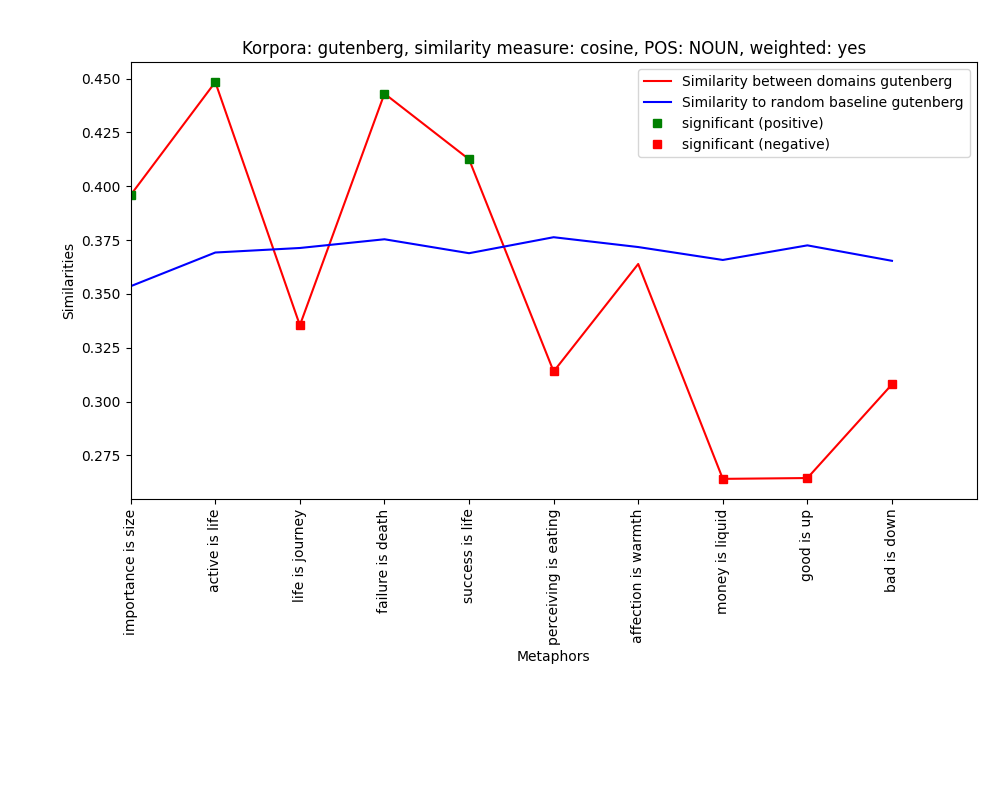 Korpora: gutenberg, similarity measure: cosine, POS: NOUN, weighted: yes
Similarity between domains gutenberg
Similarity to random baseline gutenberg
significant (positive)
significant (negative)
Similarities
0.450
0.425
0.400
0.375
0.350
0.325
0.300
0.275
importance is size
active is life
life is journey
failure is death
success is life
perceiving is eating
affection is warmth
money is liquid
good is up
bad is down
Metaphors